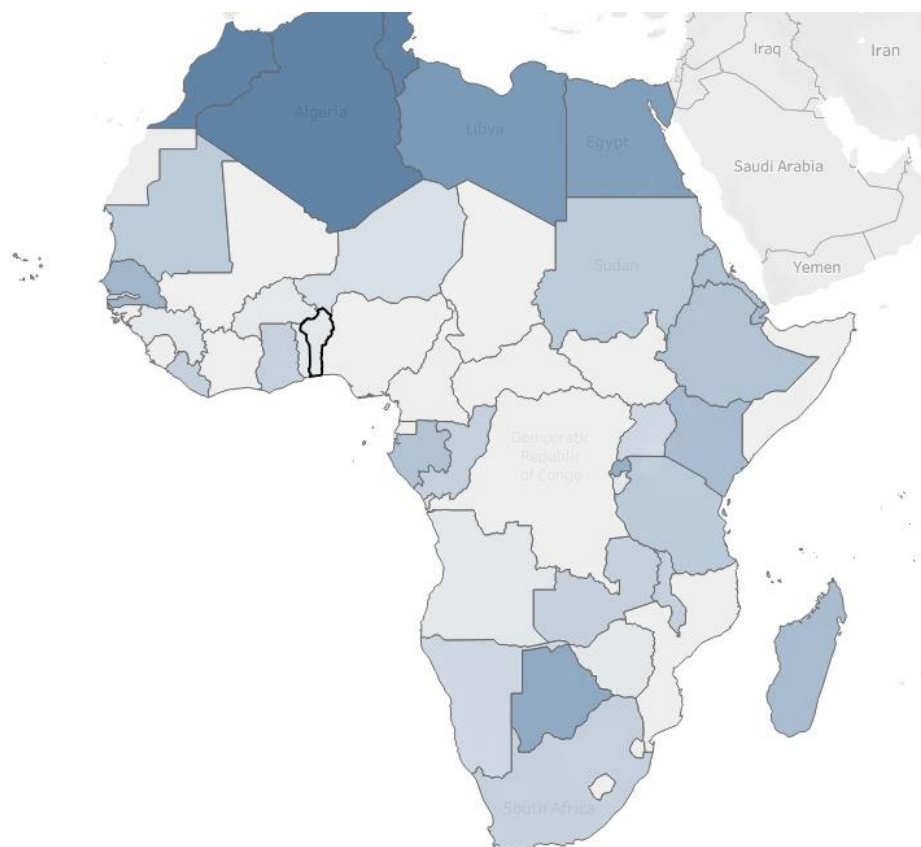 Iraq
Iran
Algeria
Libya
Egypt
Saudi Arabia
Sudan
Yemen
Democratic
Republic
of Congo
South Africa